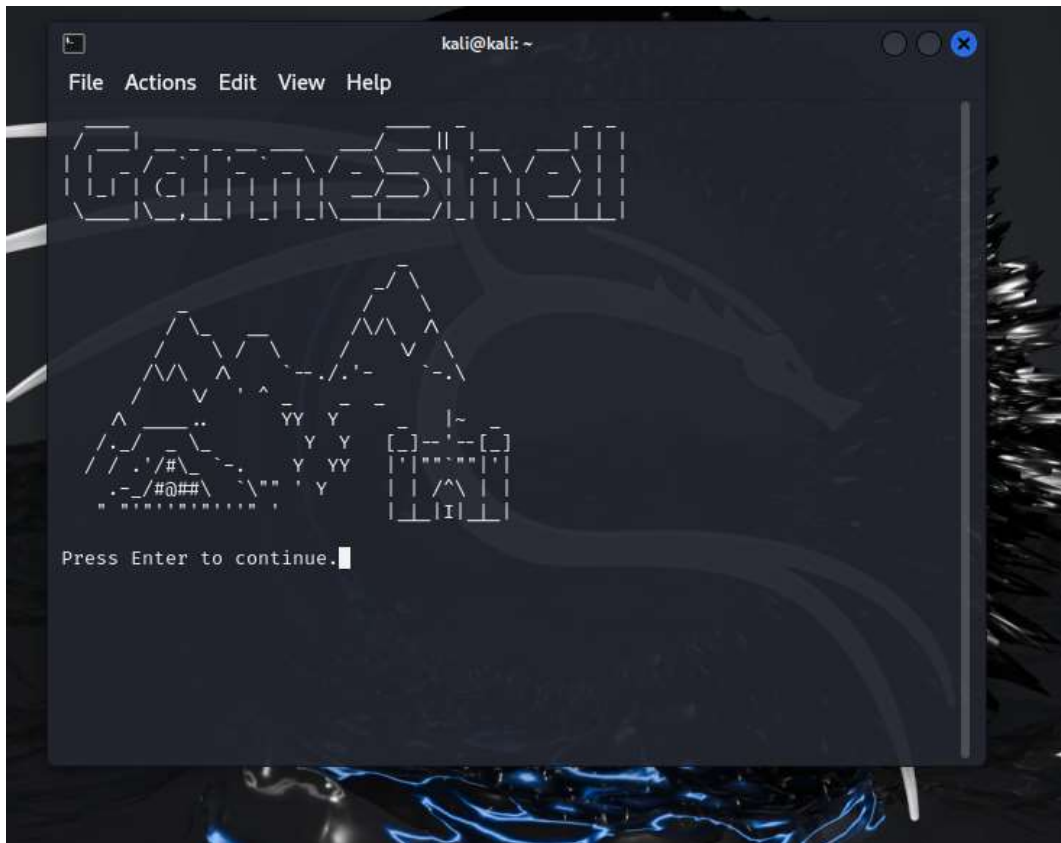 kali@kali: ~
File Actions Edit View Help
GameShell
Press Enter to continue.